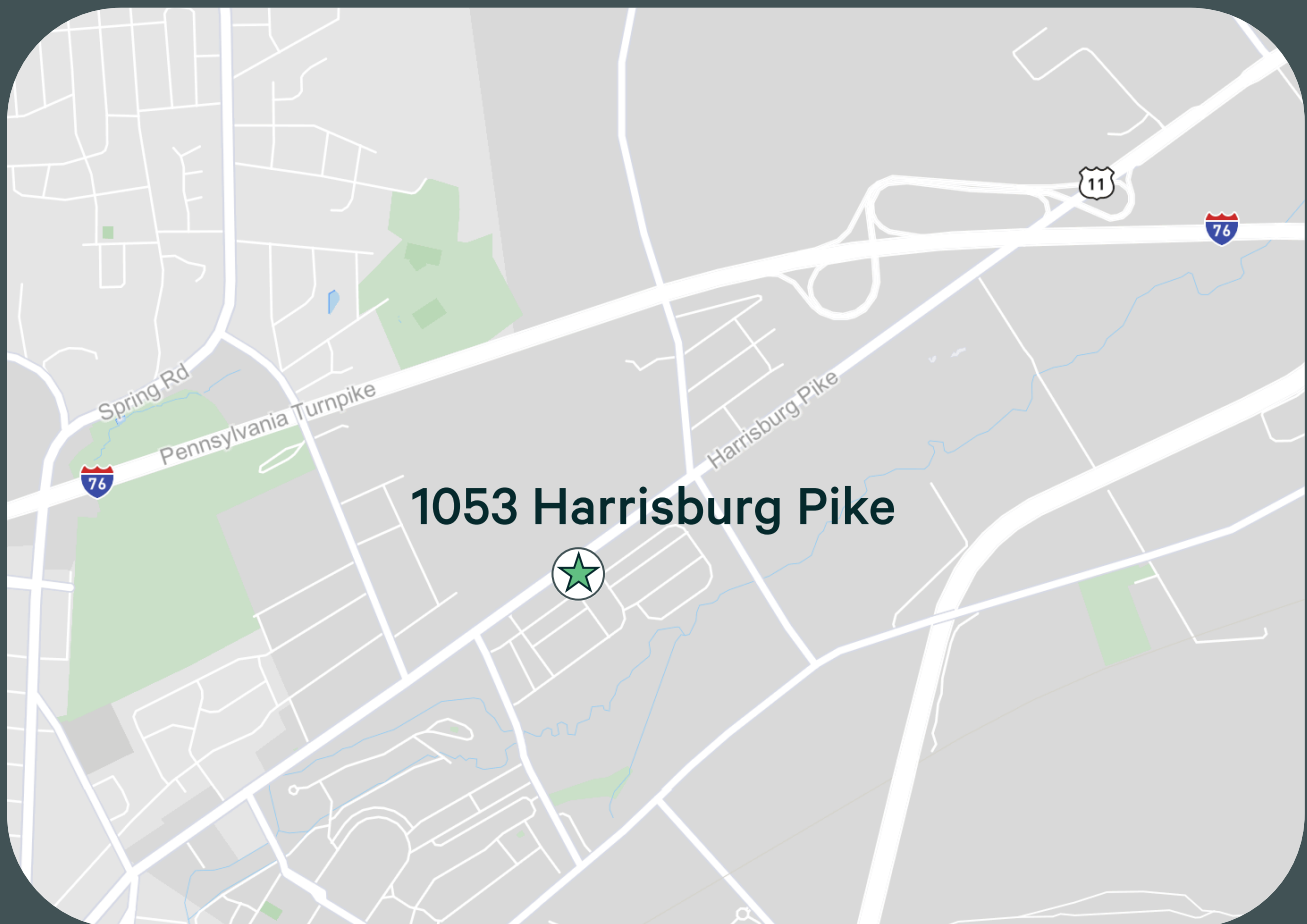 11
76
Spring Rd
Pennsylvania Turnpike
Harrisburg Pike
76
1053 Harrisburg Pike